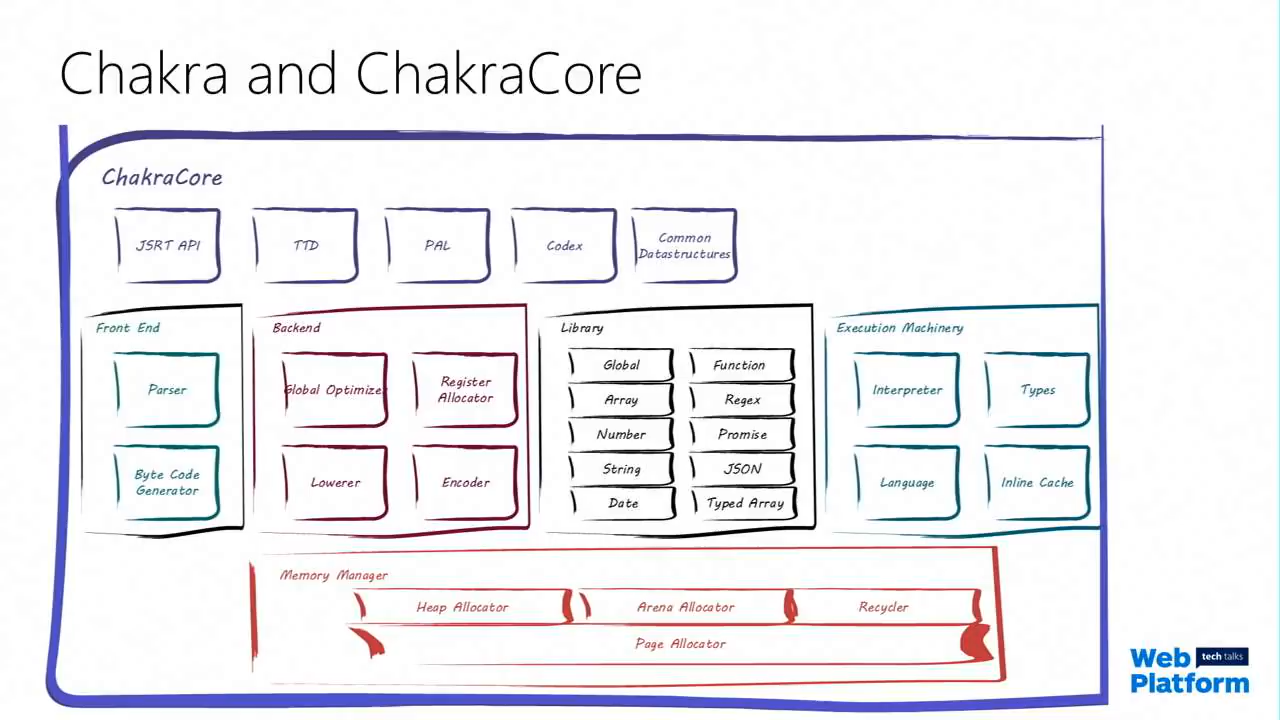 Chakra and ChakraCore
ChakraCore
JSRT API
TTD
PAL
Codex
Common
Datastructures
Front End
Parser
Byte Code
Generator
Backend
Global Optimizer
Register
Allocator
Lowerer
Encoder
Library
Global
Function
Array
Regex
Number
Promise
String
JSON
Date
Typed Array
Execution Machinery
Interpreter
Types
Language
Inline Cache
Memory Manager
Heap Allocator
Arena Allocator
Recycler
Page Allocator
Web tech talks
Platform